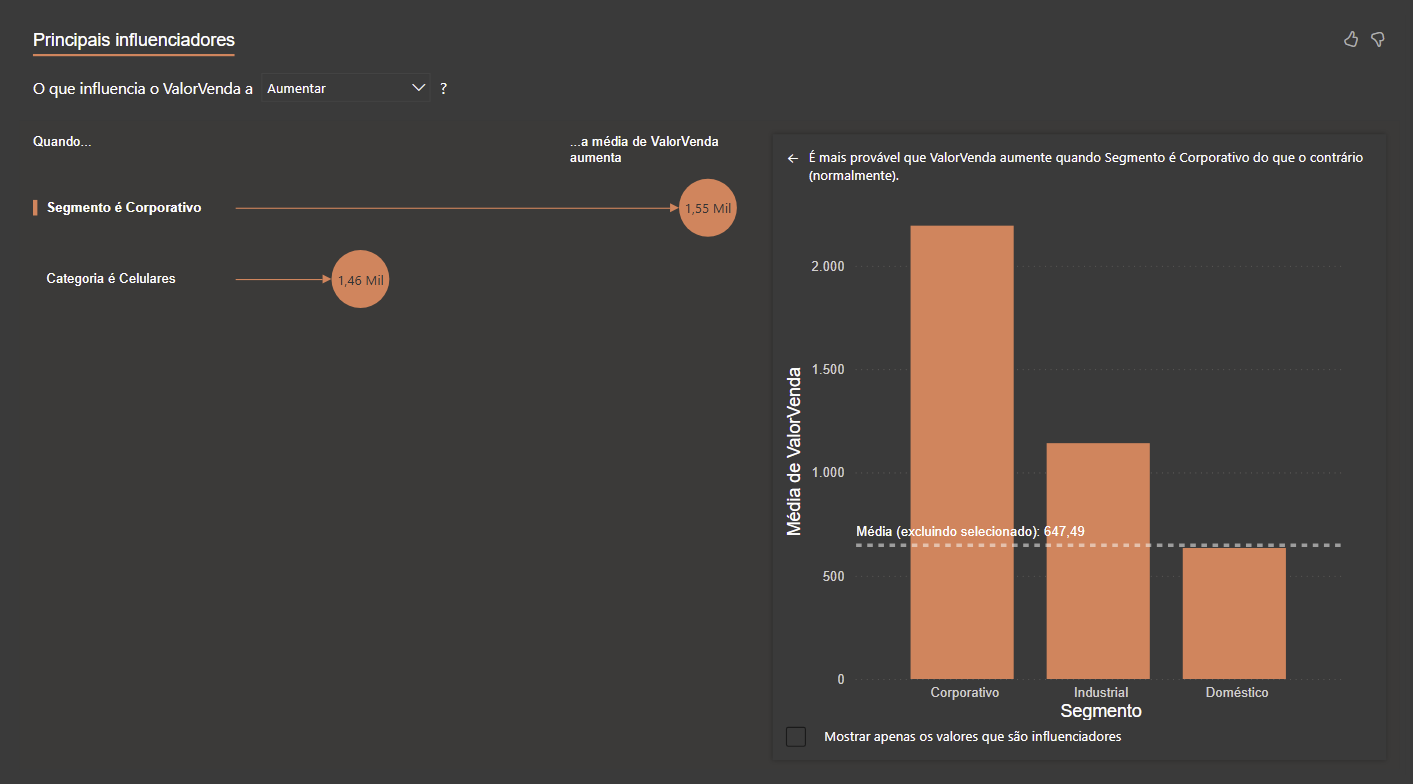 Principais influenciadores
O que influencia o ValorVenda a Aumentar ?
Quando...
...a média de ValorVenda
aumenta
Segmento é Corporativo 1,55 Mil
Categoria é Celulares 1,46 Mil
É mais provável que ValorVenda aumente quando Segmento é Corporativo do que o contrário
(normalmente).
Média de ValorVenda
2.000
1.500
1.000
Média (excluindo selecionado): 647,49
500
0
Corporativo Industrial Doméstico
Segmento
Mostrar apenas os valores que são influenciadores